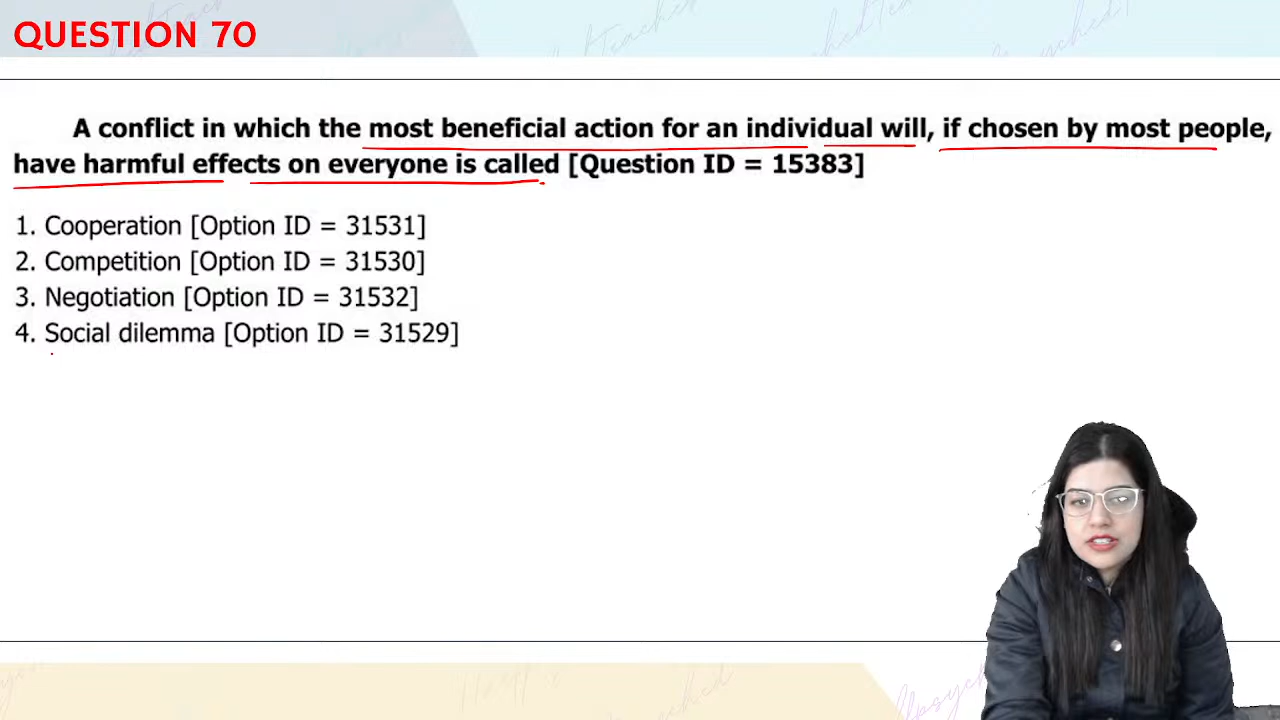 QUESTION 70
A conflict in which the most beneficial action for an individual will, if chosen by most people,
have harmful effects on everyone is called [Question ID = 15383]
1. Cooperation [Option ID = 31531]
2. Competition [Option ID = 31530]
3. Negotiation [Option ID = 31532]
4. Social dilemma [Option ID = 31529]